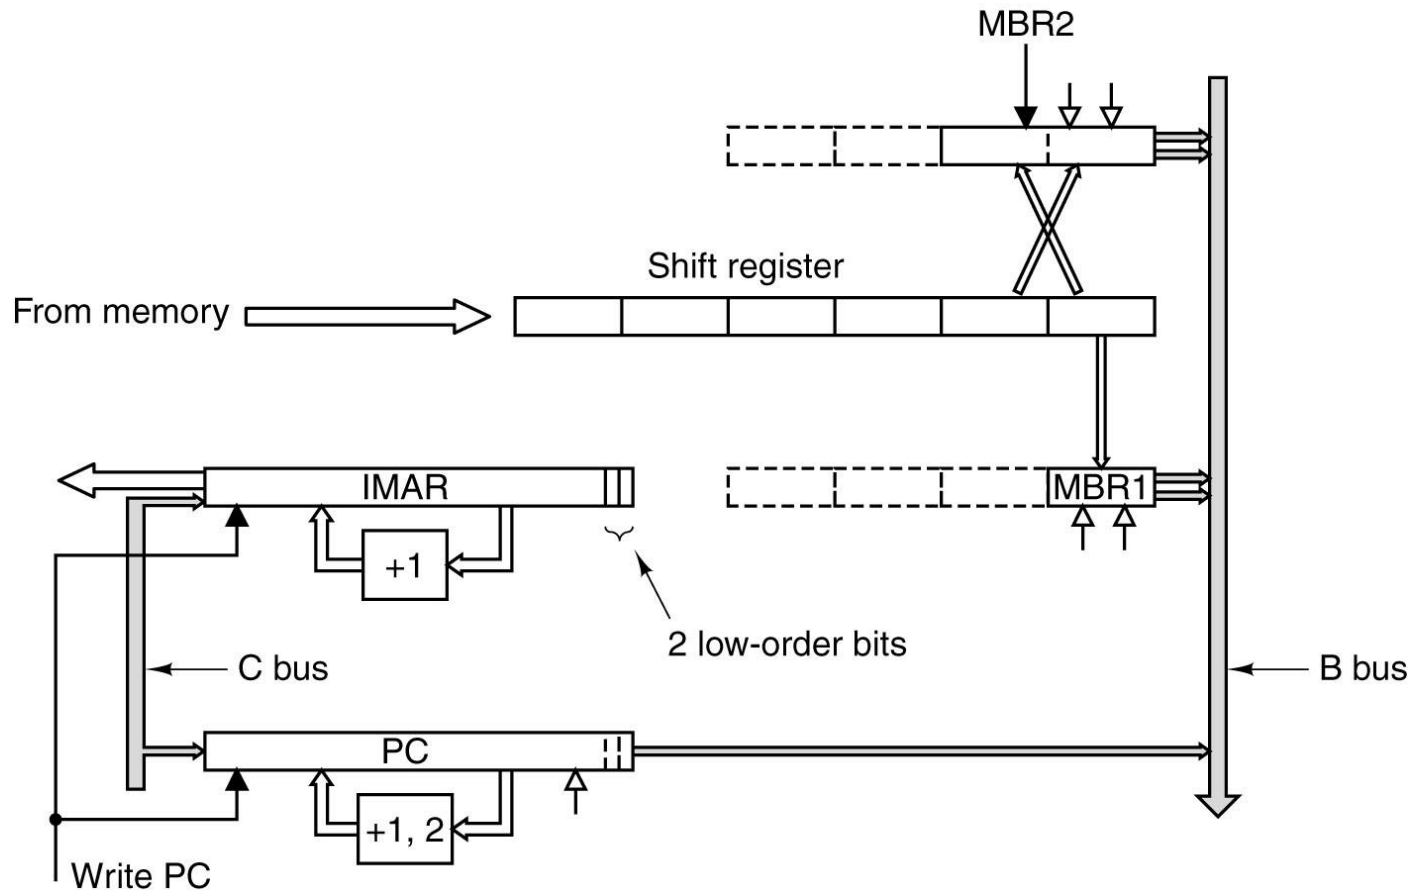 MBR2
Shift register
From memory
IMAR
MBR1
+1
2 low-order bits
C bus
B bus
PC
+1, 2
Write PC